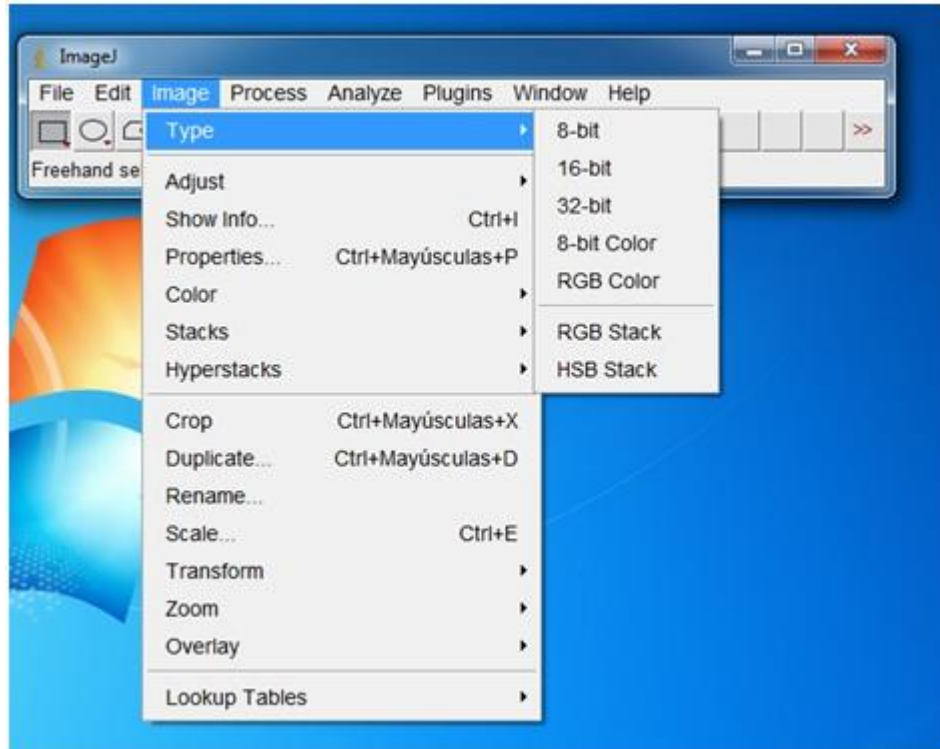 ImageJ
File Edit Image Process Analyze Plugins Window Help
>>
Freehand se
Type
Adjust
Show Info... Ctrl+I
Properties... Ctrl+Mayúsculas+P
Color
Stacks
Hyperstacks
Crop Ctrl+Mayúsculas+X
Duplicate... Ctrl+Mayúsculas+D
Rename...
Scale... Ctrl+E
Transform
Zoom
Overlay
Lookup Tables
8-bit
16-bit
32-bit
8-bit Color
RGB Color
RGB Stack
HSB Stack